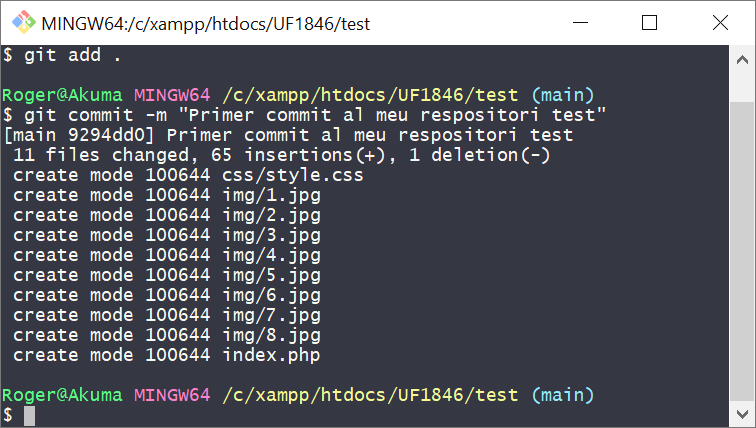 MINGW64:/c/xampp/htdocs/UF1846/test
$ git add .
Roger@Akuma MINGW64 /c/xampp/htdocs/UF1846/test (main)
$ git commit -m "Primer commit al meu respositori test"
[main 9294dd0] Primer commit al meu respositori test
 11 files changed, 65 insertions(+), 1 deletion(-)
 create mode 100644 css/style.css
 create mode 100644 img/1.jpg
 create mode 100644 img/2.jpg
 create mode 100644 img/3.jpg
 create mode 100644 img/4.jpg
 create mode 100644 img/5.jpg
 create mode 100644 img/6.jpg
 create mode 100644 img/7.jpg
 create mode 100644 img/8.jpg
 create mode 100644 index.php
Roger@Akuma MINGW64 /c/xampp/htdocs/UF1846/test (main)
$